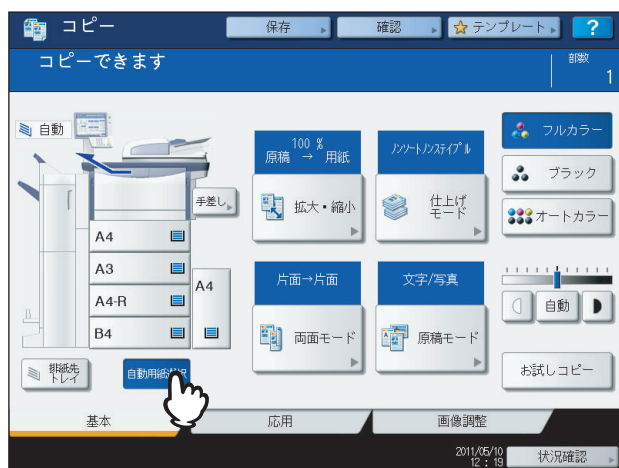 コピー
保存
確認
テンプレート
?
コピーできます
部数
1
自動
100 %
原稿 → 用紙
ノンソートノンステイプル
フルカラー
手差し
拡大・縮小
仕上げ
モード
ブラック
オートカラー
A4
A3
A4
A4-R
B4
片面→片面
文字/写真
両面モード
原稿モード
自動
排紙先
トレイ
自動用紙
お試しコピー
基本
応用
画像調整
2011/05/10
12 : 19
状況確認